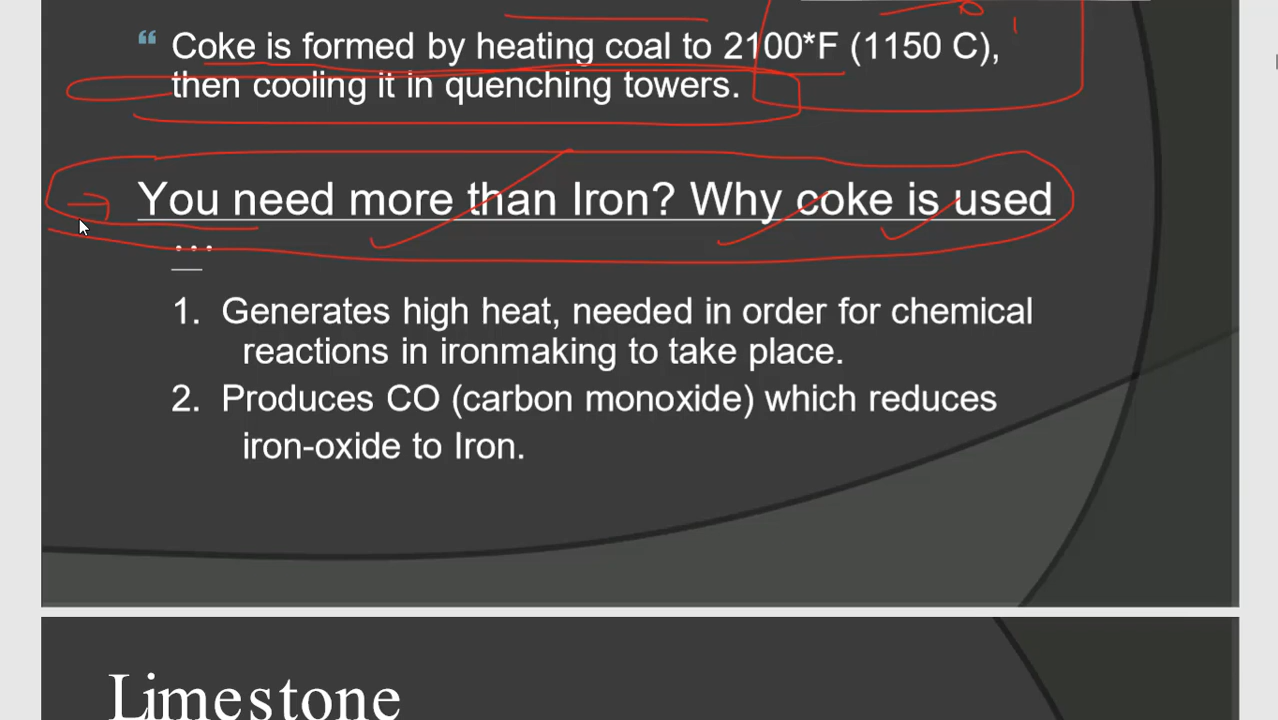 “ Coke is formed by heating coal to 2100*F (1150 C),
then cooling it in quenching towers.
You need more than Iron? Why coke is used
...
1. Generates high heat, needed in order for chemical
reactions in ironmaking to take place.
2. Produces CO (carbon monoxide) which reduces
iron-oxide to Iron.
Limestone